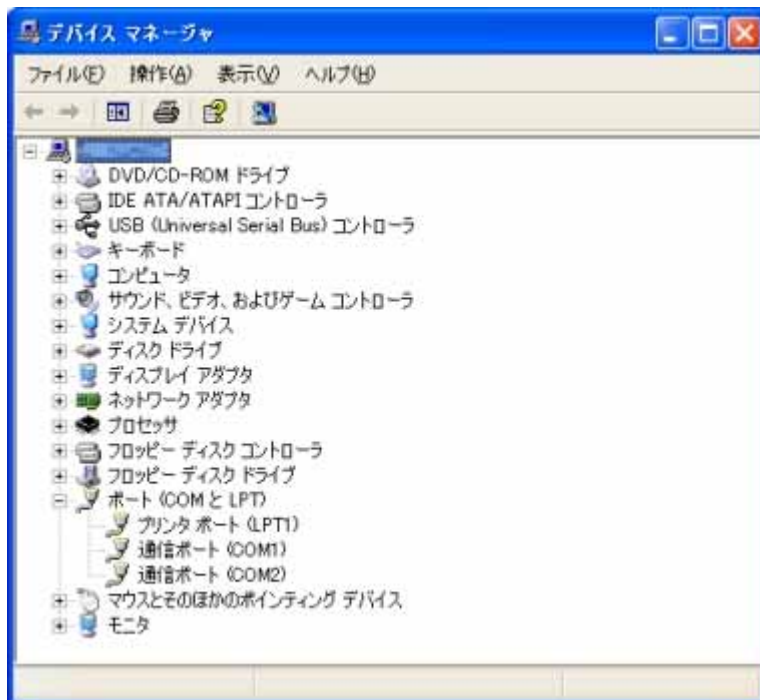 デバイス マネージャ
ファイル(F) 操作(A) 表示(V) ヘルプ(H)
DVD/CD-ROM ドライブ
IDE ATA/ATAPI コントローラ
USB (Universal Serial Bus) コントローラ
キーボード
コンピュータ
サウンド、ビデオ、およびゲーム コントローラ
システム デバイス
ディスク ドライブ
ディスプレイ アダプタ
ネットワーク アダプタ
プロセッサ
フロッピー ディスク コントローラ
フロッピー ディスク ドライブ
ポート (COM と LPT)
プリンタ ポート (LPT1)
通信ポート (COM1)
通信ポート (COM2)
マウスとそのほかのポインティング デバイス
モニタ